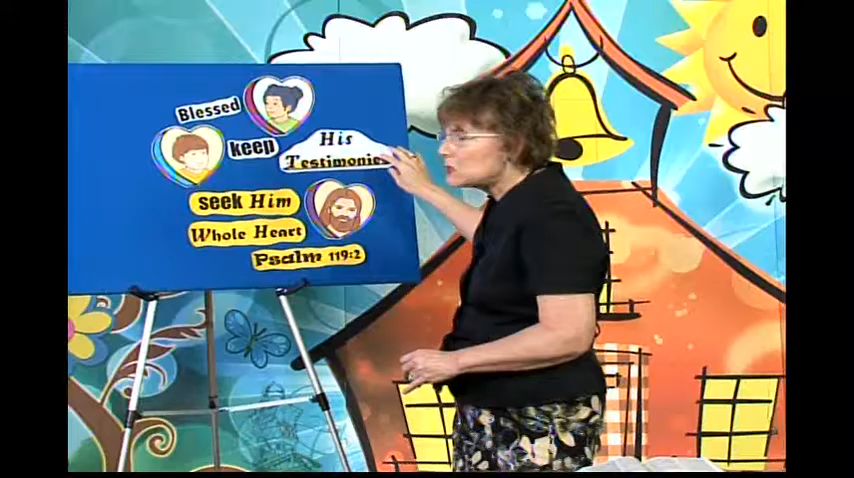 Blessed
keep
His
Testimonies
seek Him
Whole Heart
Psalm 119:2